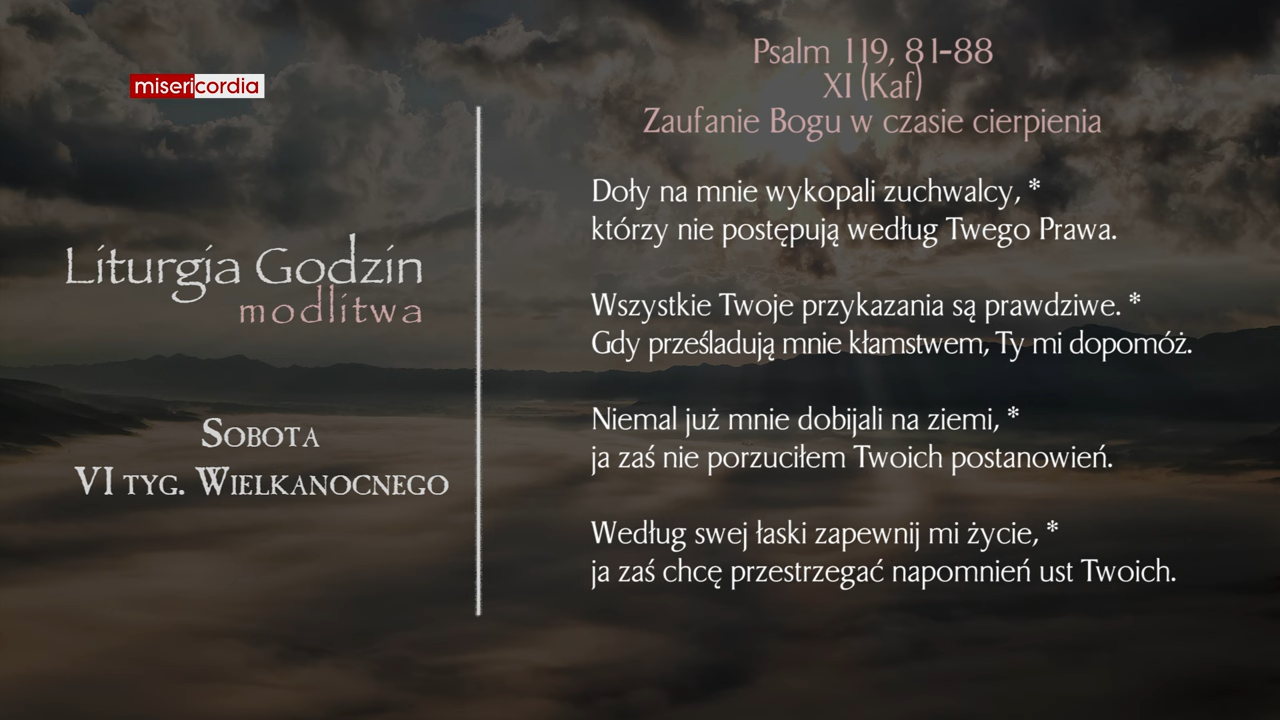 misericordia
Liturgia Godzin
modlitwa
Sobota
VI tyg. Wielkanocnego
Psalm 119, 81-88
XI (Kaf)
Zaufanie Bogu w czasie cierpienia
Doły na mnie wykopali zuchwalcy, *
którzy nie postępują według Twego Prawa.
Wszystkie Twoje przykazania są prawdziwe. *
Gdy prześladują mnie kłamstwem, Ty mi dopomóż.
Niemal już mnie dobijali na ziemi, *
ja zaś nie porzuciłem Twoich postanowień.
Według swej łaski zapewnij mi życie, *
ja zaś chcę przestrzegać napomnień ust Twoich.